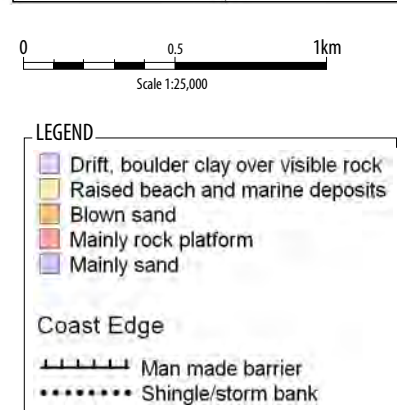 0 0.5 1km
Scale 1:25,000
LEGEND
Drift, boulder clay over visible rock
Raised beach and marine deposits
Blown sand
Mainly rock platform
Mainly sand
Coast Edge
Man made barrier
Shingle/storm bank